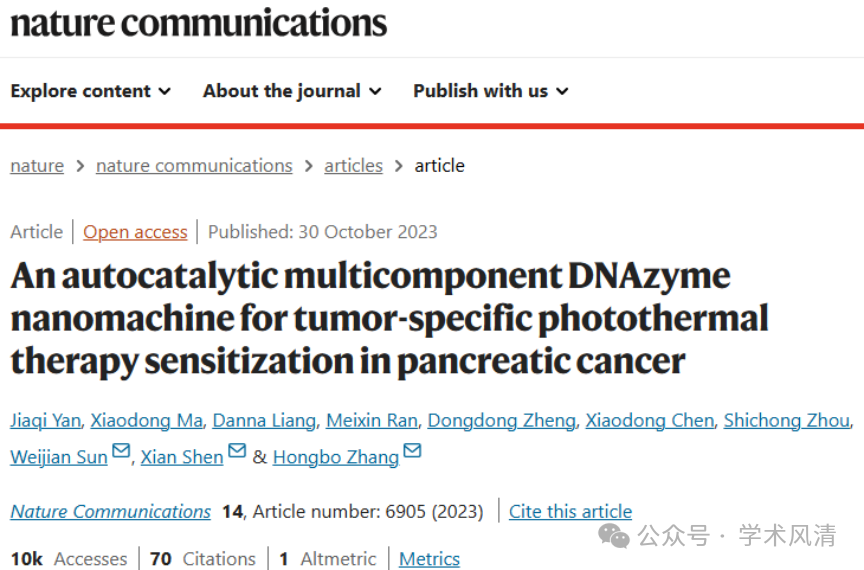 nature communications
Explore content About the journal Publish with us
nature > nature communications > articles > article
Article | Open access | Published: 30 October 2023
An autocatalytic multicomponent DNAzyme
nanomachine for tumor-specific photothermal
therapy sensitization in pancreatic cancer
Jiaqi Yan, Xiaodong Ma, Danna Liang, Meixin Ran, Dongdong Zheng, Xiaodong Chen, Shichong Zhou,
Weijian Sun, Xian Shen & Hongbo Zhang
Nature Communications 14, Article number: 6905 (2023) | Cite this article
公众号 · 学术风清
10k Accesses | 70 Citations | 1 Altmetric | Metrics